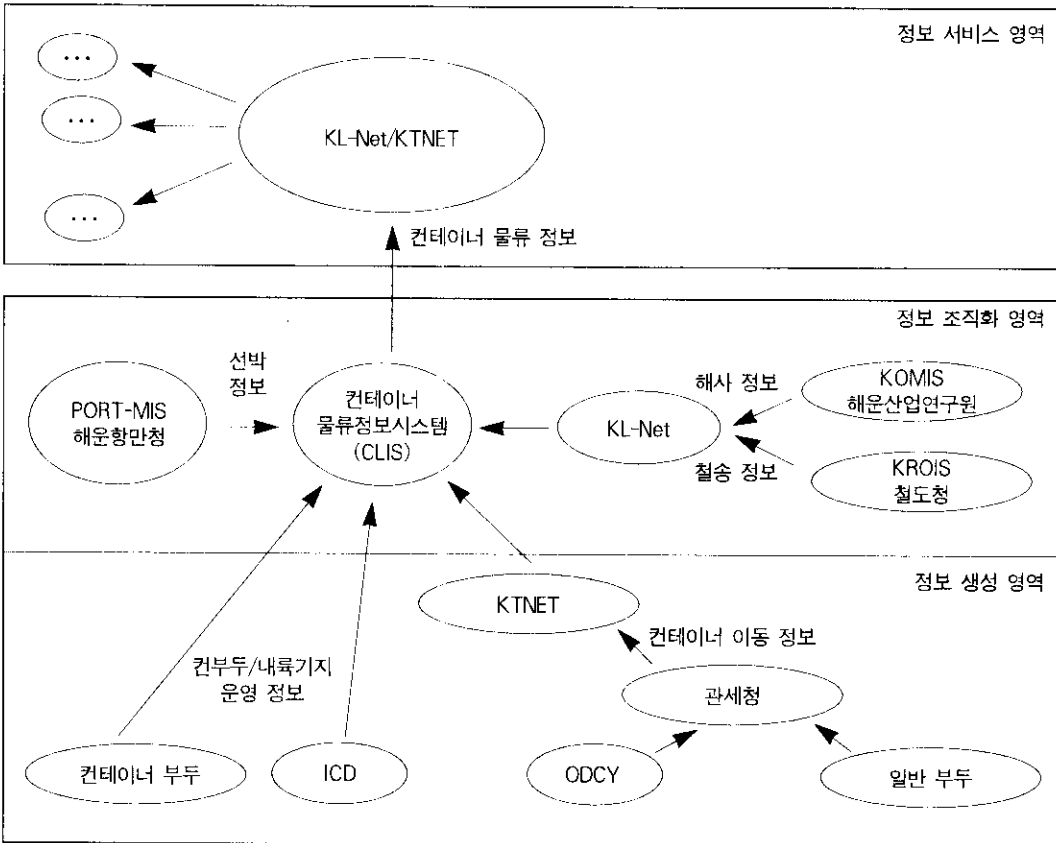 정보 서비스 영역
...
...
...
KL-Net/KTNET
컨테이너 물류 정보
정보 조직화 영역
PORT-MIS
해운항만청
선박
정보
컨테이너
물류정보시스템
(CLIS)
KL-Net
해사 정보
철송 정보
KOMIS
해운산업연구원
KROIS
철도청
정보 생성 영역
KTNET
컨테이너 이동 정보
관세청
컨부두/내륙기지
운영 정보
컨테이너 부두
ICD
ODCY
일반 부두